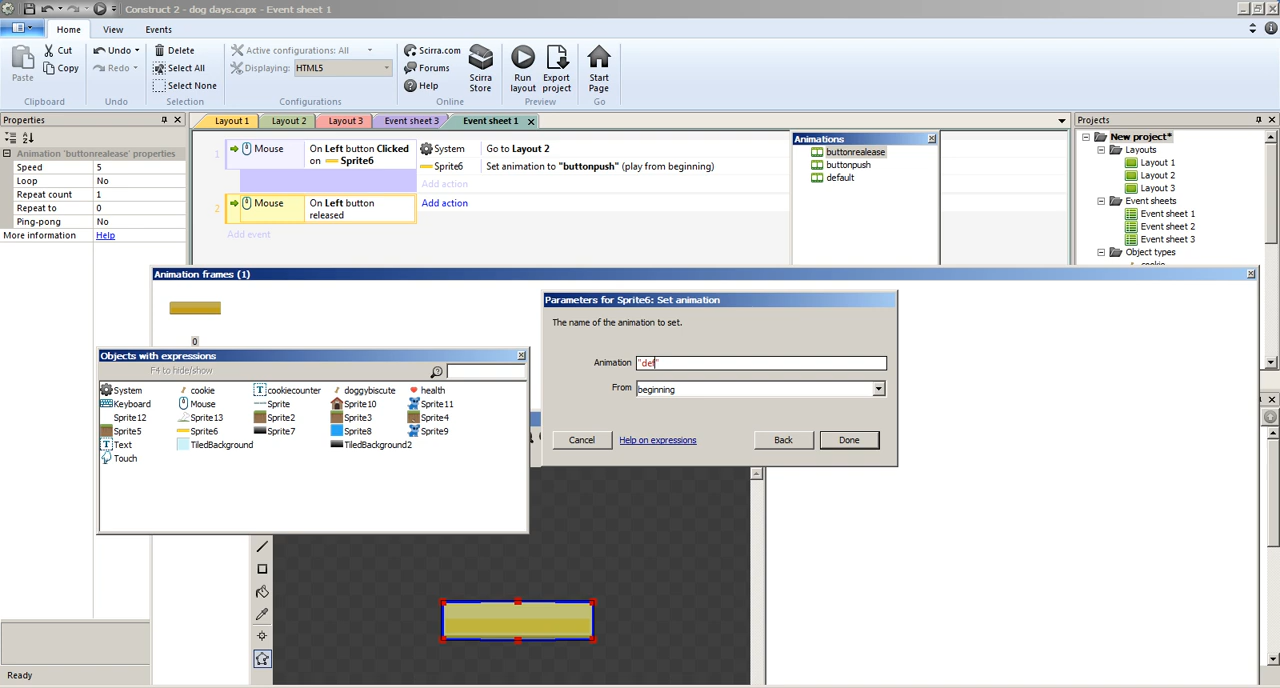 Construct 2 - dog days.capx - Event sheet 1
Home View Events
Paste Cut Copy Undo Redo Delete Select All Select None
Active configurations: All
Displaying: HTML5
Scirra.com Forums Help Scirra Store Run layout Export project Start Page
Clipboard Undo Selection Configurations Online Preview Go
Properties
Layout 1 Layout 2 Layout 3 Event sheet 3 Event sheet 1
Projects
Animation 'buttonrealease' properties
Speed 5
Loop No
Repeat count 1
Repeat to 0
Ping-pong No
More information Help
1 Mouse On Left button Clicked on Sprite6
System Go to Layout 2
Sprite6 Set animation to "buttonpush" (play from beginning)
Add action
2 Mouse On Left button released
Add action
Add event
Animations
buttonrealease
buttonpush
default
New project*
Layouts
Layout 1
Layout 2
Layout 3
Event sheets
Event sheet 1
Event sheet 2
Event sheet 3
Object types
Animation frames (1)
0
Objects with expressions
F4 to hide/show
System cookie cookiecounter doggybiscute health
Keyboard Mouse Sprite Sprite10 Sprite11
Sprite12 Sprite13 Sprite2 Sprite3 Sprite4
Sprite5 Sprite6 Sprite7 Sprite8 Sprite9
Text TiledBackground TiledBackground2
Touch
Parameters for Sprite6: Set animation
The name of the animation to set.
Animation "def"
From beginning
Cancel Help on expressions Back Done
Ready